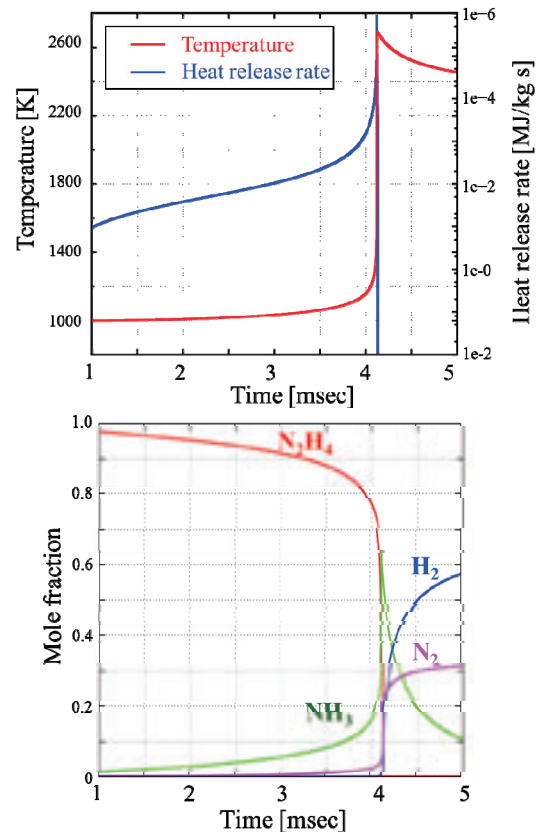 2600
2200
1800
1400
1000
Temperature [K]
Temperature
Heat release rate
1e-6
1e-4
1e-2
1e-0
1e-2
Heat release rate [MJ/kg s]
1 2 3 4 5
Time [msec]
1.0
0.8
0.6
0.4
0.2
0
Mole fraction
N₂H₄
H₂
N₂
NH₃
1 2 3 4 5
Time [msec]